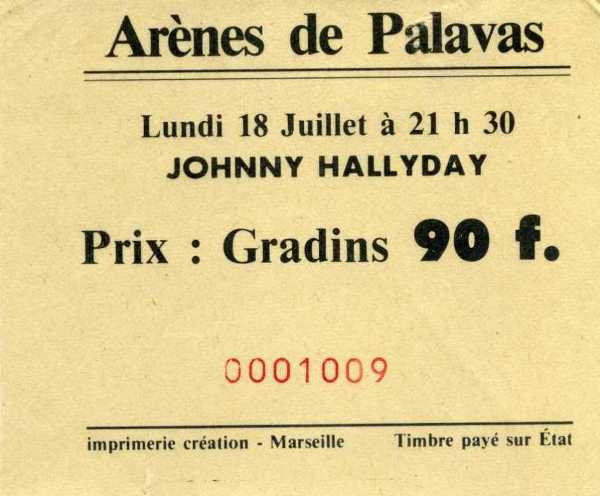 Arènes de Palavas
Lundi 18 Juillet à 21 h 30
JOHNNY HALLYDAY
Prix : Gradins 90 f.
0001009
imprimerie création - Marseille Timbre payé sur État